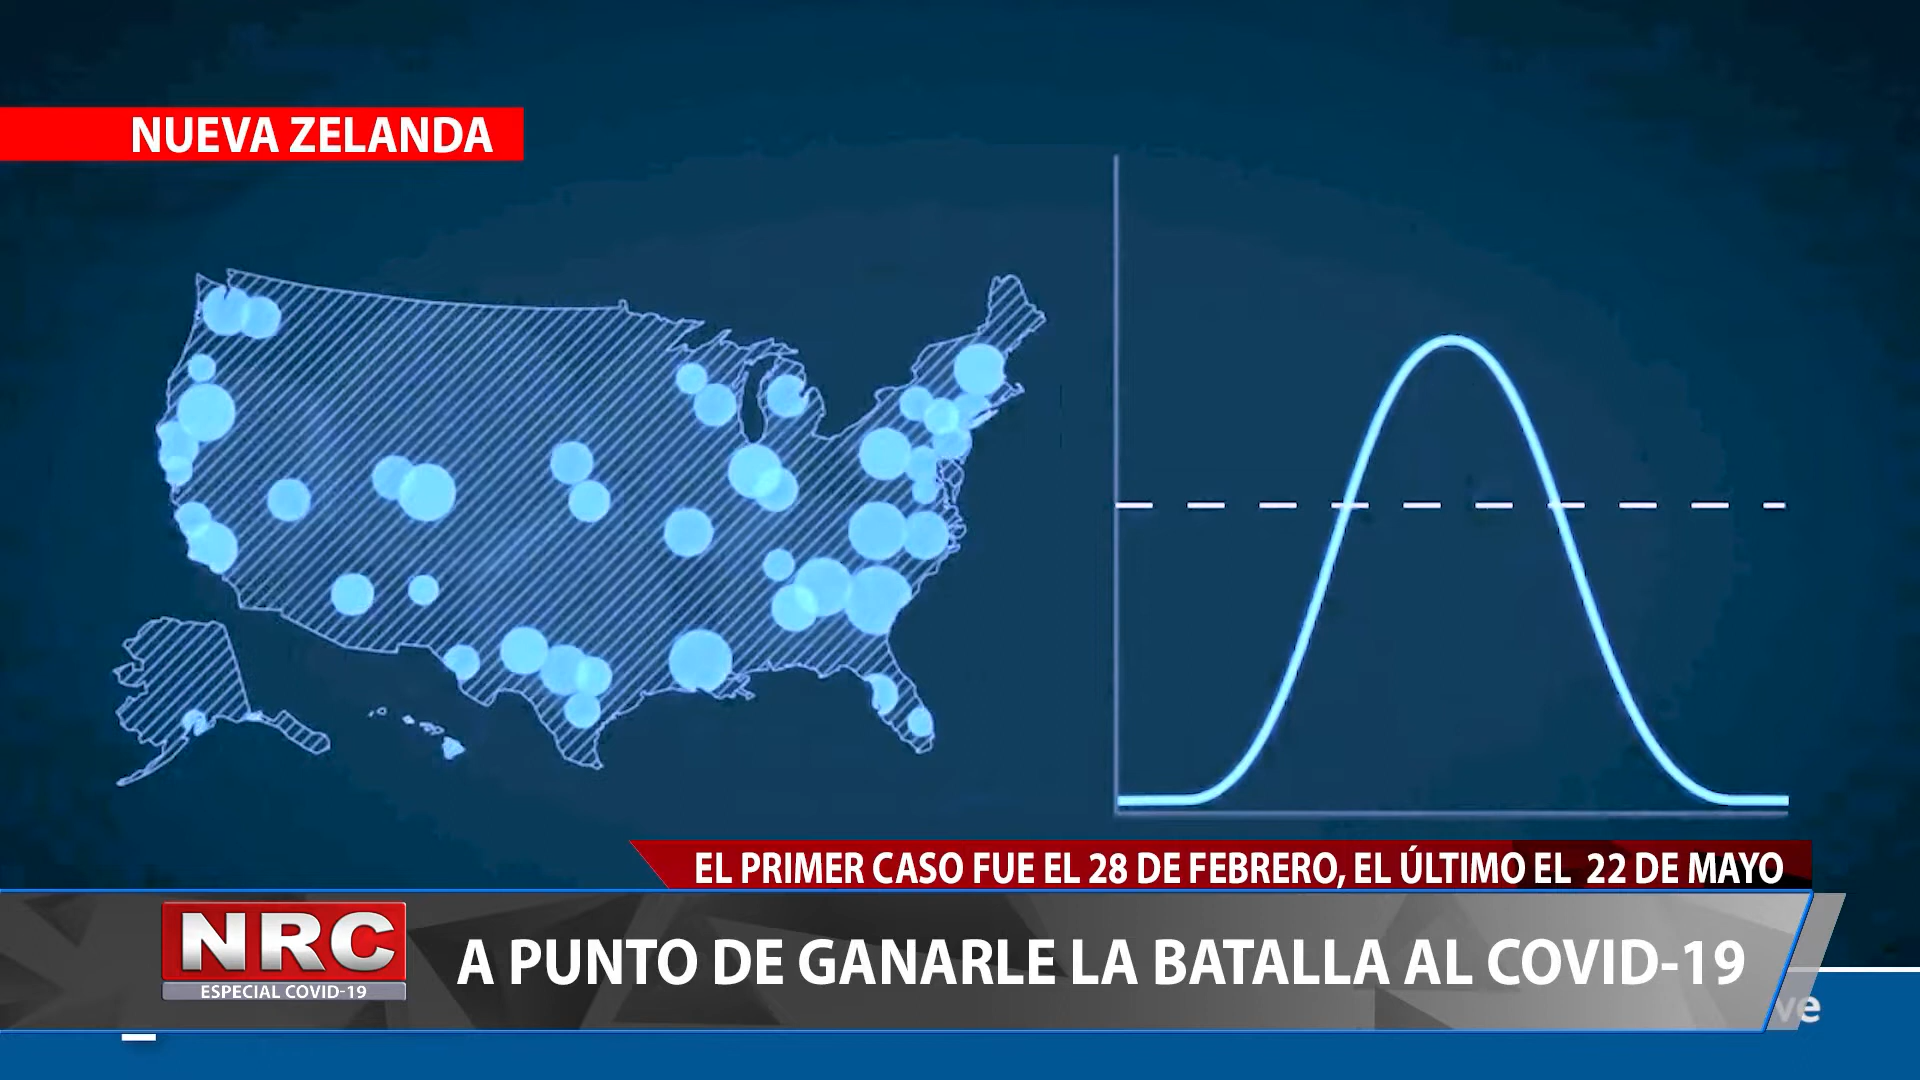 NUEVA ZELANDA
EL PRIMER CASO FUE EL 28 DE FEBRERO, EL ÚLTIMO EL 22 DE MAYO
NRC
ESPECIAL COVID-19
A PUNTO DE GANARLE LA BATALLA AL COVID-19
ve